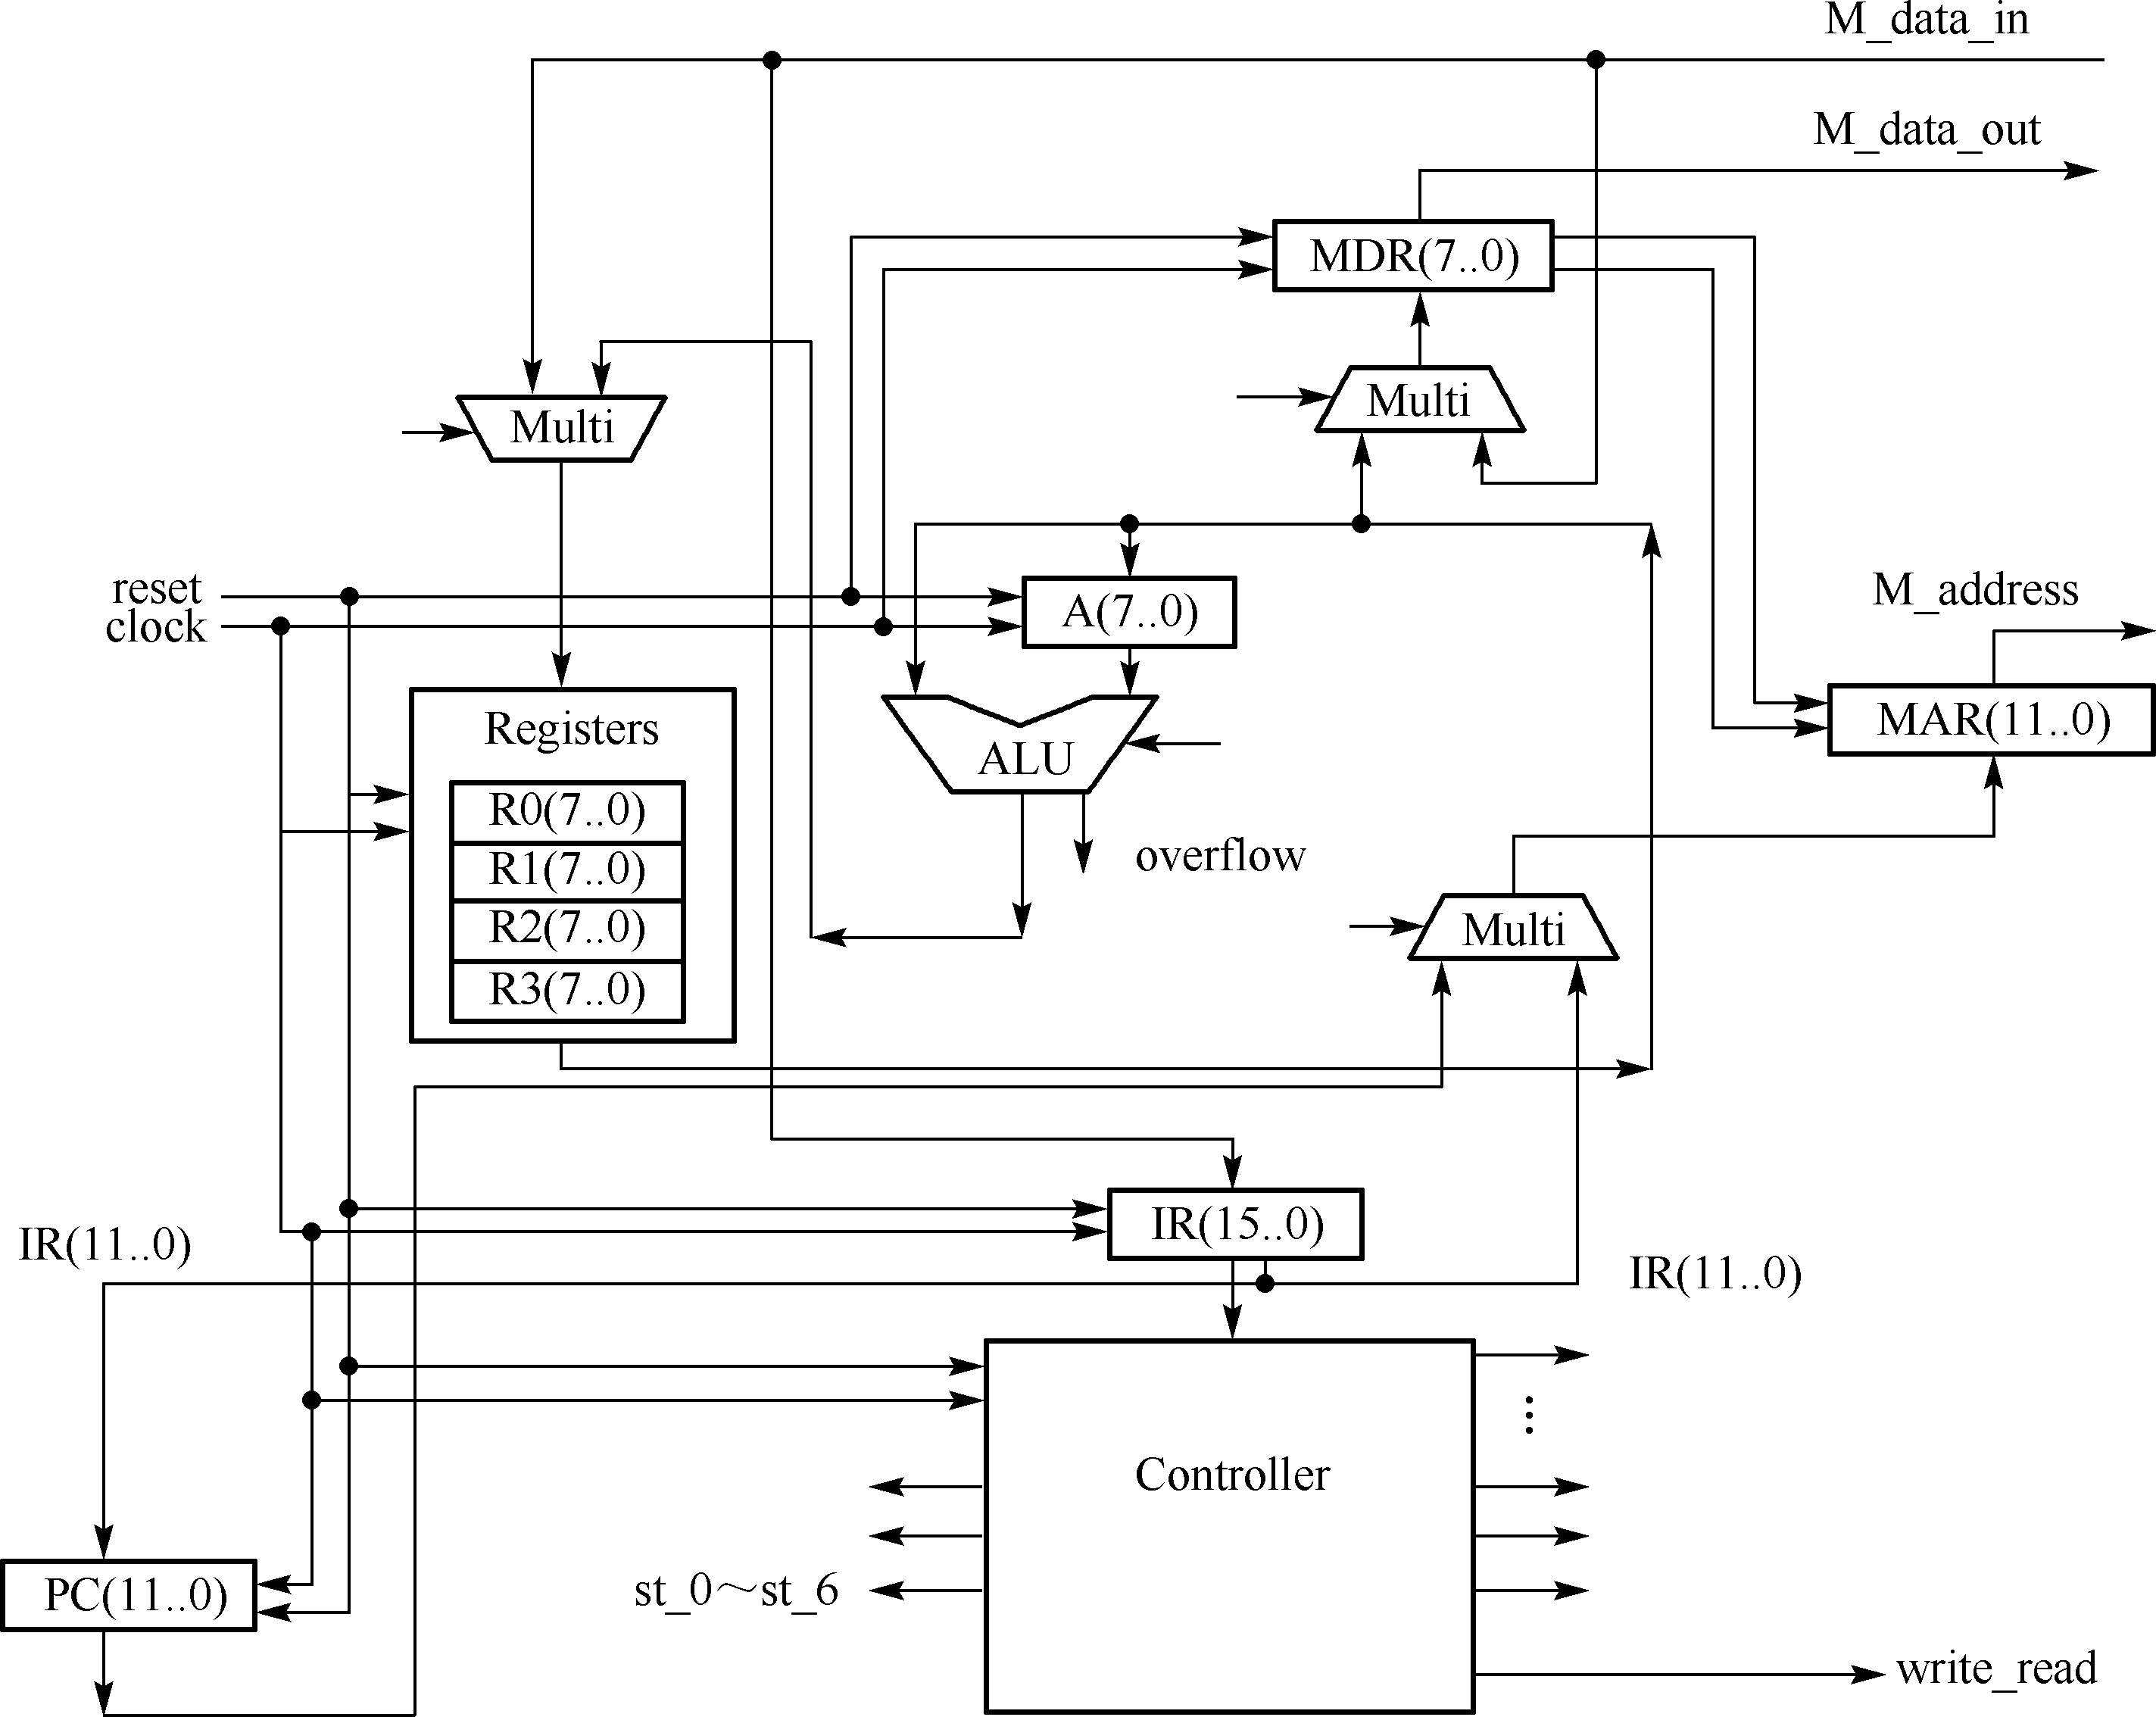 M_data_in
M_data_out
MDR(7..0)
Multi
Multi
reset
clock
A(7..0)
M_address
MAR(11..0)
Registers
ALU
R0(7..0)
R1(7..0)
R2(7..0)
R3(7..0)
overflow
Multi
IR(11..0)
IR(15..0)
IR(11..0)
Controller
PC(11..0)
st_0~st_6
write_read